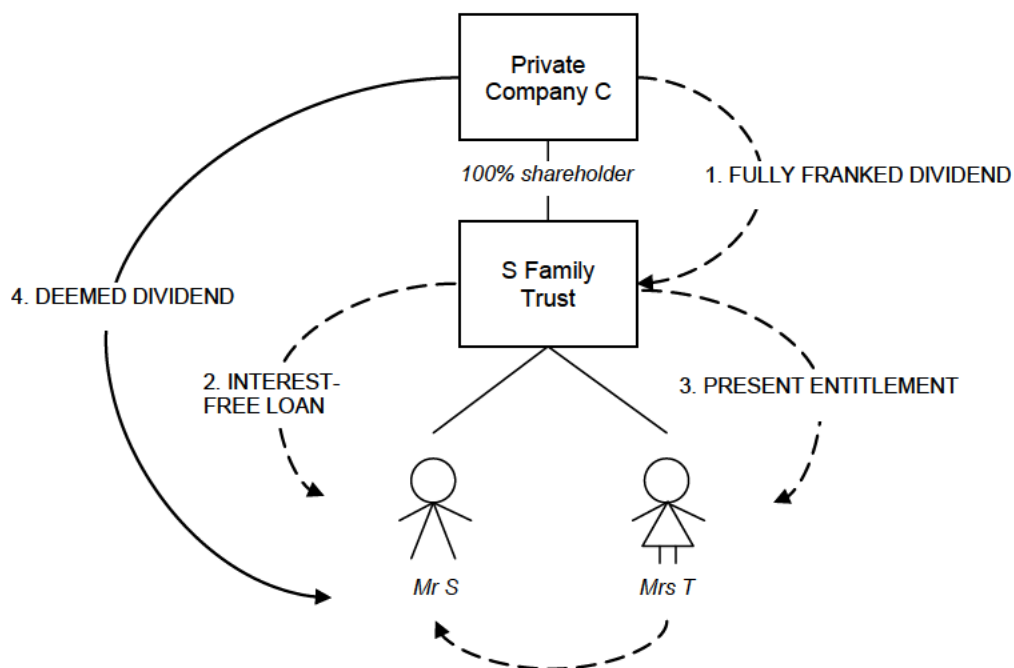 Private
Company C
100% shareholder
1. FULLY FRANKED DIVIDEND
S Family
Trust
4. DEEMED DIVIDEND
2. INTEREST-
FREE LOAN
3. PRESENT ENTITLEMENT
Mr S
Mrs T